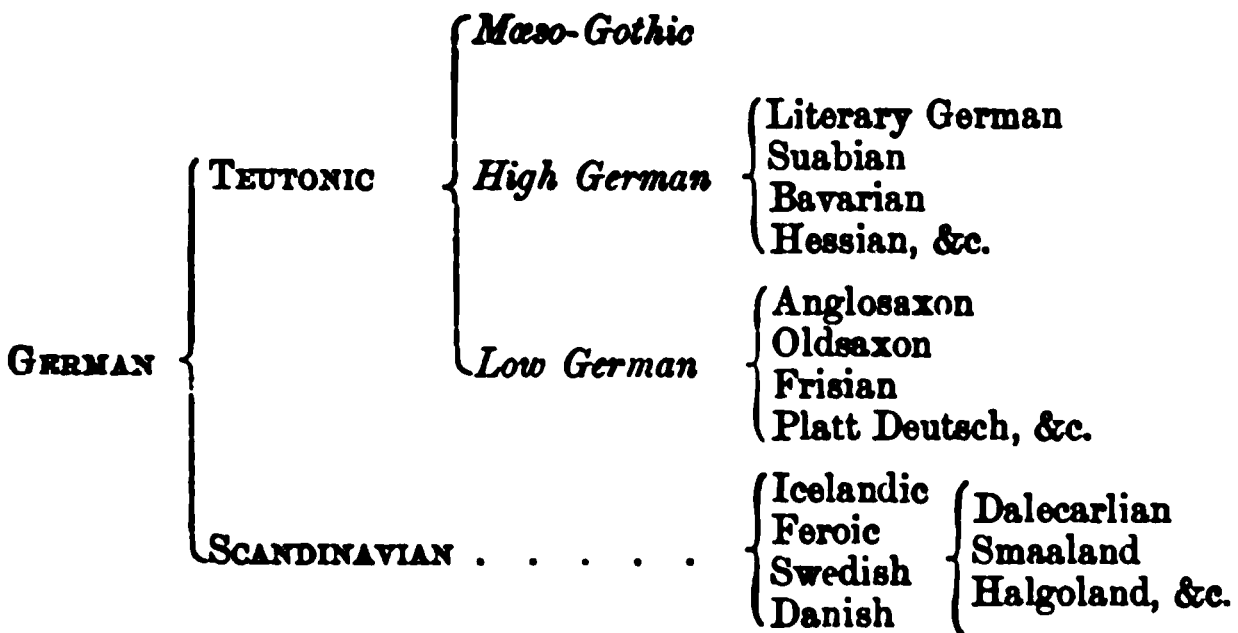 Mœso-Gothic
TEUTONIC
High German
Literary German
Suabian
Bavarian
Hessian, &c.
GERMAN
Low German
Anglosaxon
Oldsaxon
Frisian
Platt Deutsch, &c.
SCANDINAVIAN . . . . .
Icelandic
Feroic
Swedish
Danish
Dalecarlian
Smaaland
Halgoland, &c.